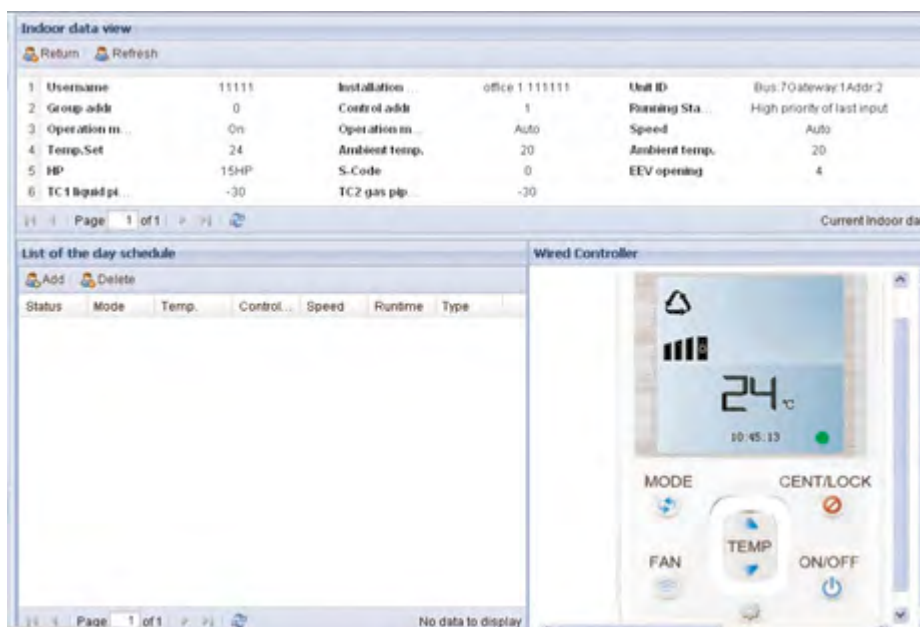 Indoor data view
Return Refresh
1 Username 11111 Installation ... office 1 111111 Unit ID Bus:7Gateway:1Addr:2
2 Group addr 0 Control addr 1 Running Sta... High priority of last input
3 Operation m... On Operation m... Auto Speed Auto
4 Temp.Set 24 Ambient temp. 20 Ambient temp. 20
5 HP 15HP S-Code 0 EEV opening 4
6 TC1 liquid pi... -30 TC2 gas pip... -30
Page 1 of 1 Current Indoor da
List of the day schedule Wired Controller
Add Delete
Status Mode Temp. Control... Speed Runtime Type
24 °C
10:45:13
MODE CENT/LOCK
TEMP
FAN ON/OFF
Page 1 of 1 No data to display